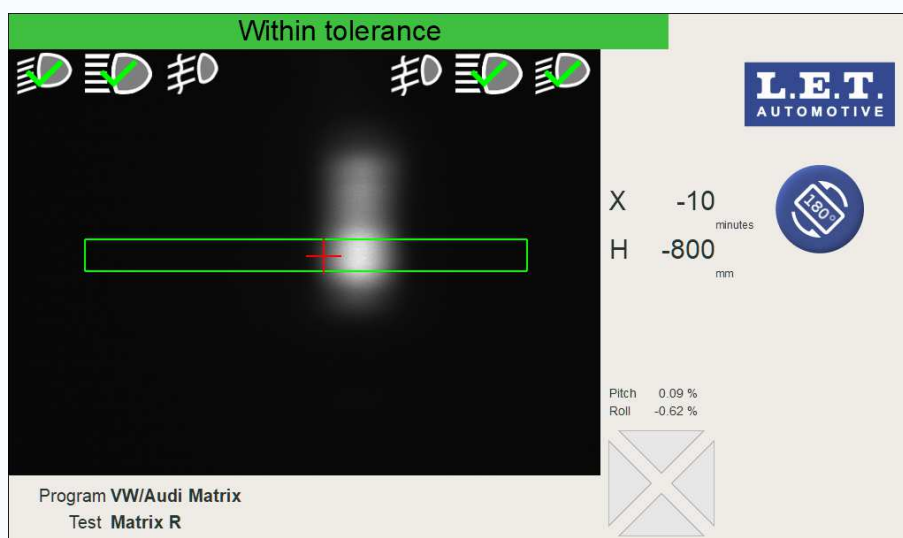 Within tolerance
L.E.T.
AUTOMOTIVE
180°
X -10
minutes
H -800
mm
Pitch 0.09 %
Roll -0.62 %
Program VW/Audi Matrix
Test Matrix R